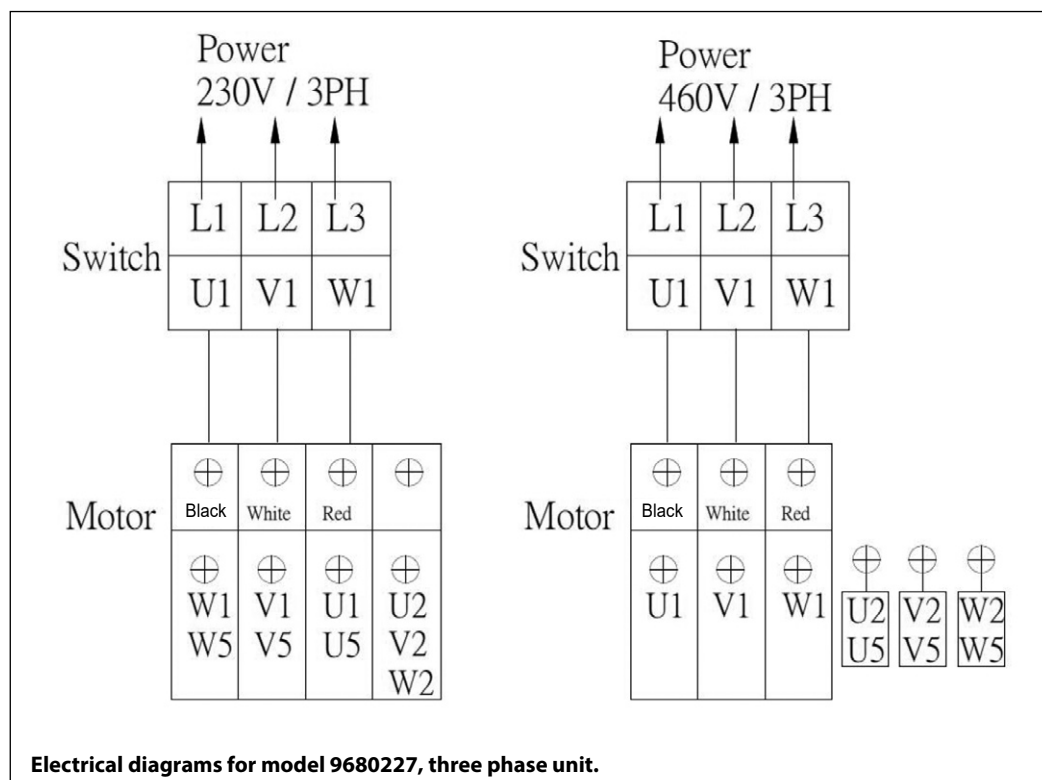 Power
230V / 3PH
L1 L2 L3
Switch
U1 V1 W1
Motor
Black White Red
W1 V1 U1 U2
W5 V5 U5 V2
W2
Power
460V / 3PH
L1 L2 L3
Switch
U1 V1 W1
Motor
Black White Red
U1 V1 W1
U2 V2 W2
U5 V5 W5
Electrical diagrams for model 9680227, three phase unit.